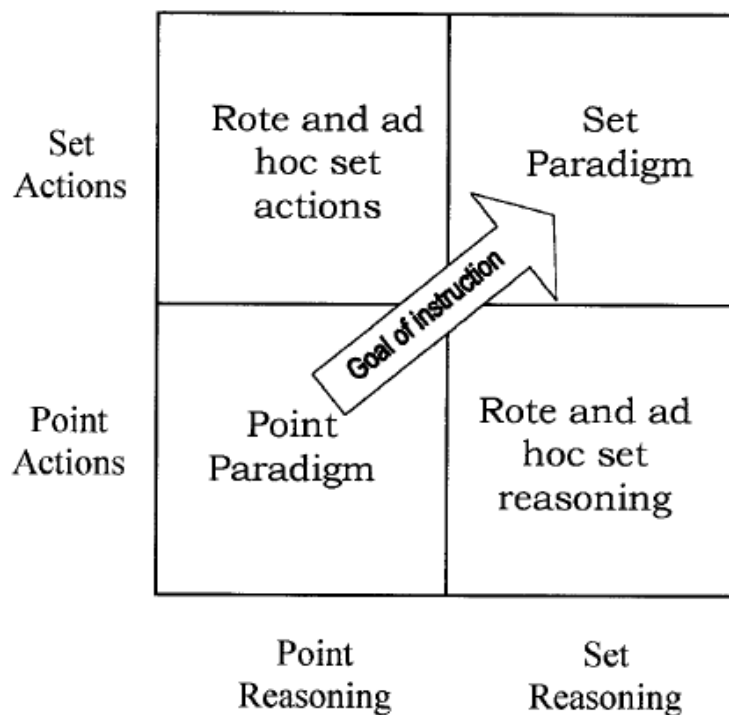 Set
Actions
Rote and ad
hoc set
actions
Set
Paradigm
Goal of instruction
Point
Actions
Point
Paradigm
Rote and ad
hoc set
reasoning
Point
Reasoning
Set
Reasoning